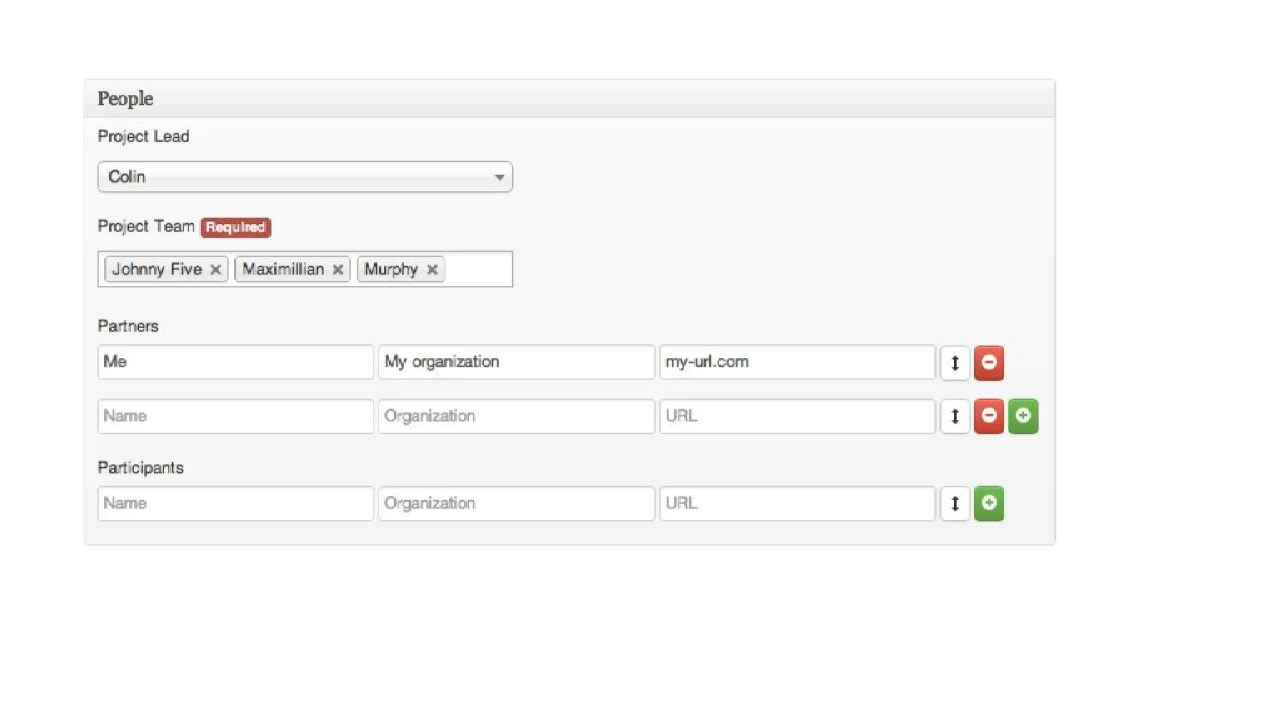 People
Project Lead
Colin
Project Team Required
Johnny Five × Maximillian × Murphy ×
Partners
Me My organization my-url.com
Name Organization URL
Participants
Name Organization URL